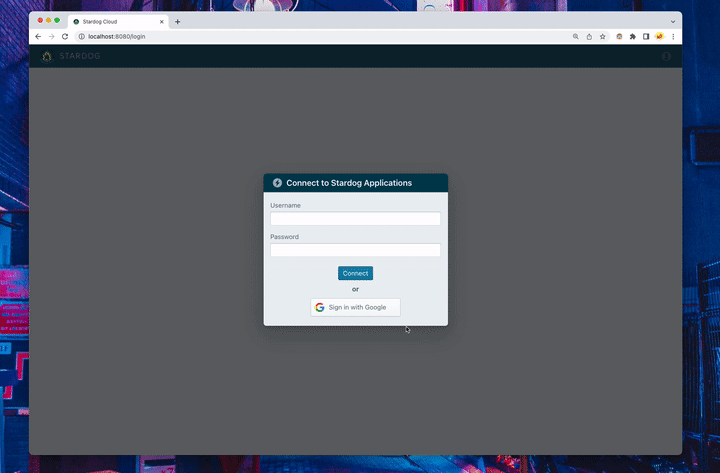 Stardog Cloud
localhost:8080/login
STARDOG
Connect to Stardog Applications
Username
Password
Connect
or
Sign in with Google